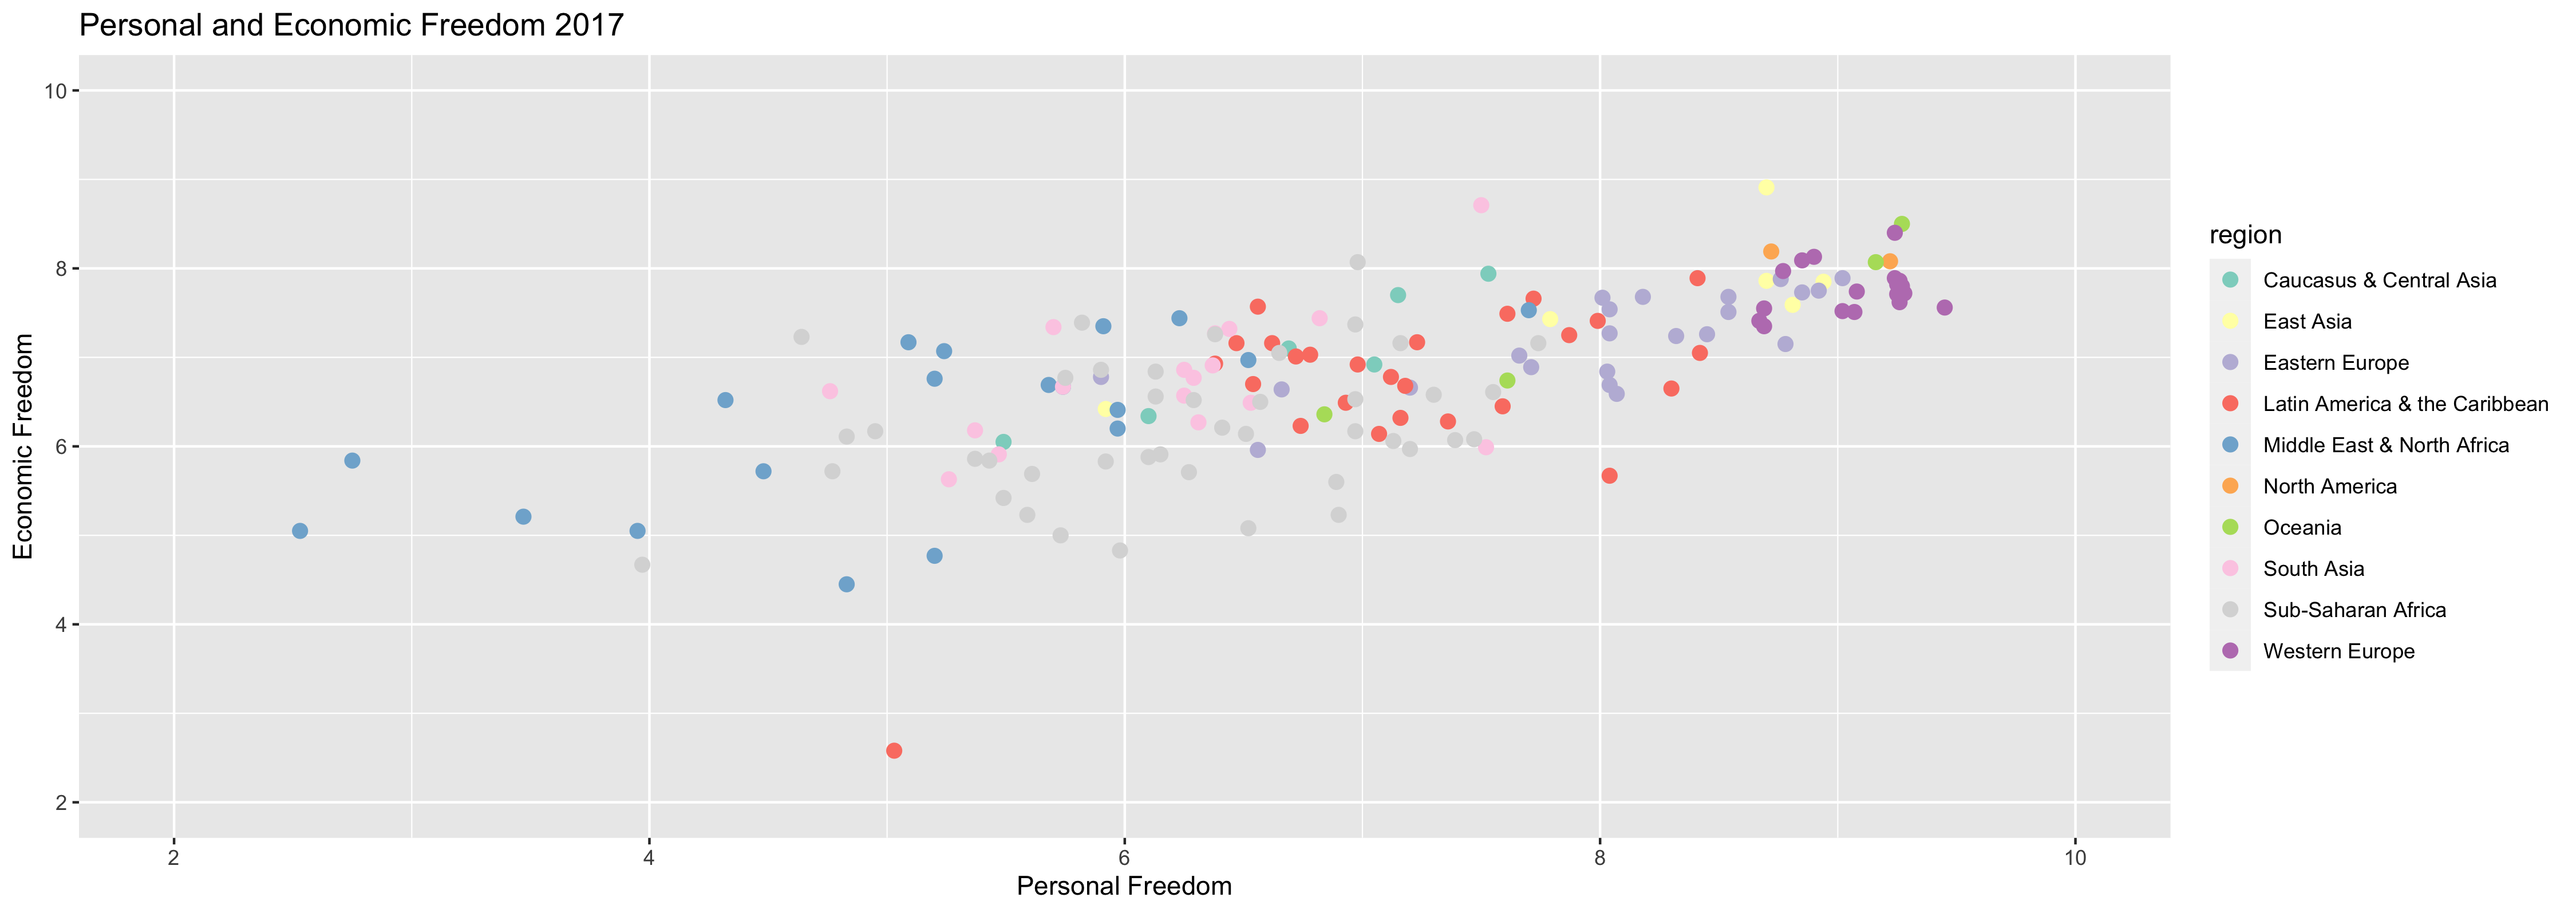 Personal and Economic Freedom 2017
10
8
6
4
2
Economic Freedom
2 4 6 8 10
Personal Freedom
region
Caucasus & Central Asia
East Asia
Eastern Europe
Latin America & the Caribbean
Middle East & North Africa
North America
Oceania
South Asia
Sub-Saharan Africa
Western Europe